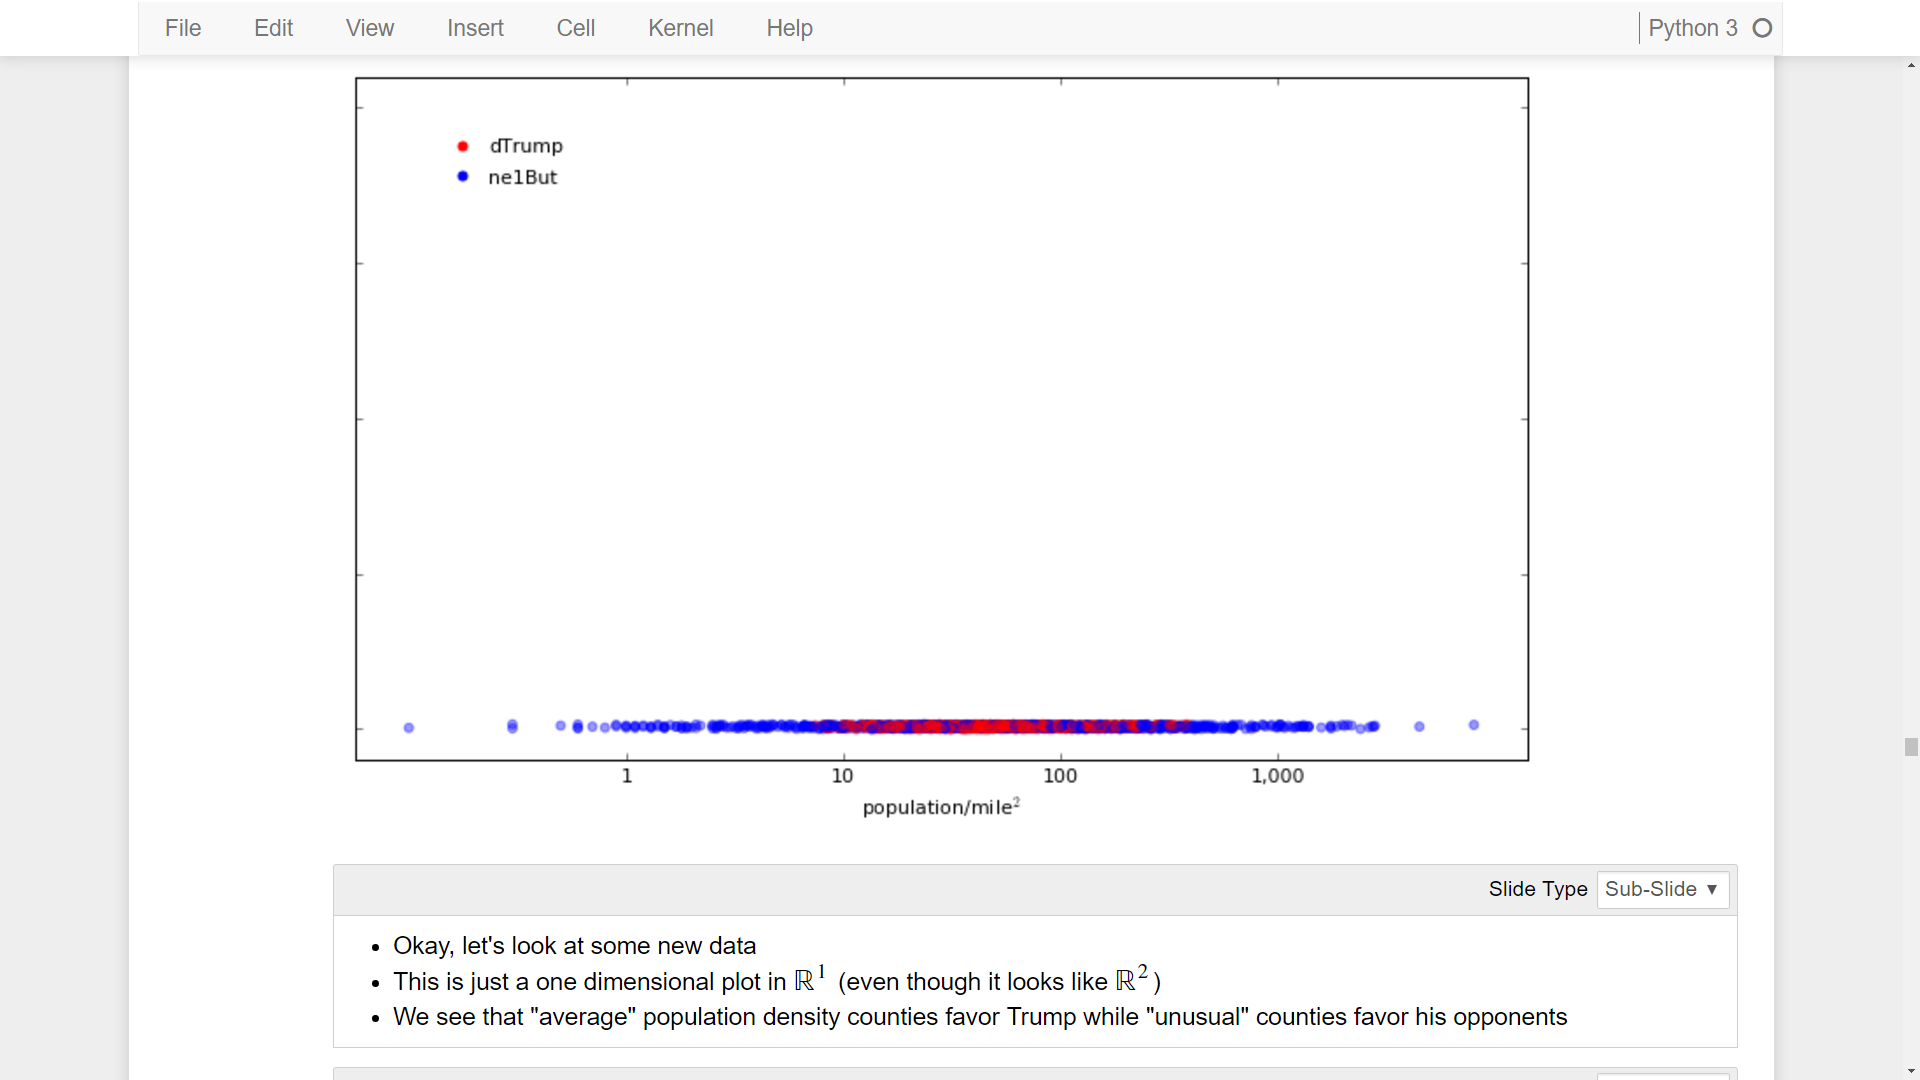 File Edit View Insert Cell Kernel Help Python 3
dTrump
ne1But
1 10 100 1,000
population/mile²
Slide Type Sub-Slide ▼
• Okay, let's look at some new data
• This is just a one dimensional plot in ℝ¹ (even though it looks like ℝ²)
• We see that "average" population density counties favor Trump while "unusual" counties favor his opponents